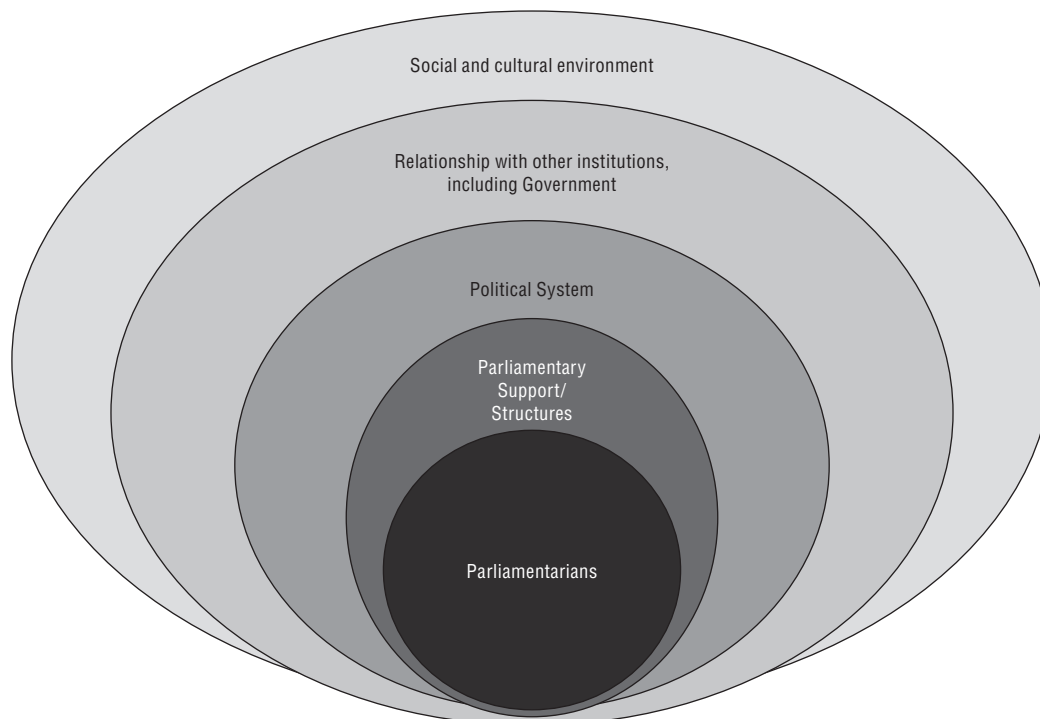 Social and cultural environment
Relationship with other institutions,
including Government
Political System
Parliamentary
Support/
Structures
Parliamentarians